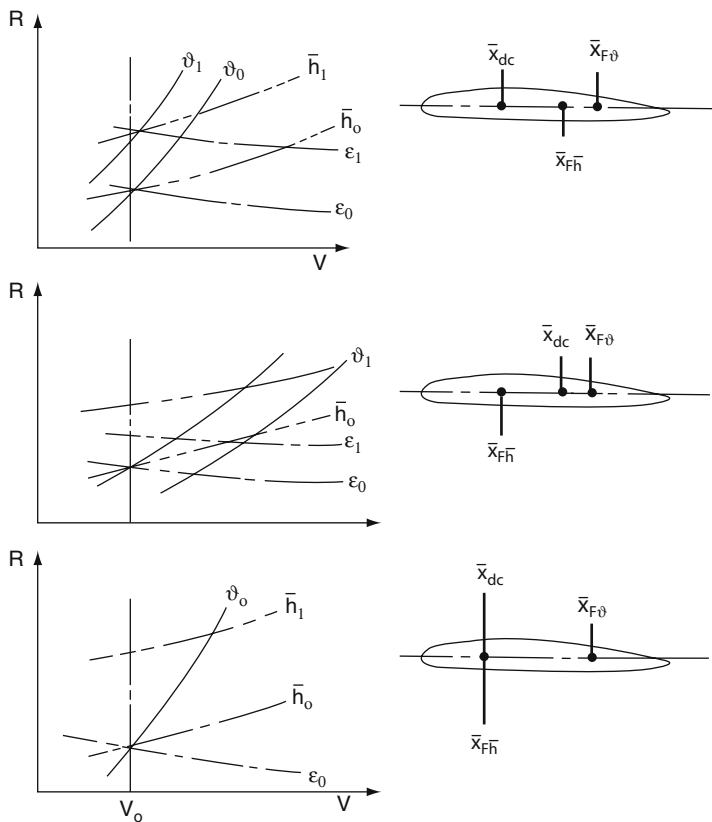 R
ϑ₁
ϑ₀
h̄₁
h̄ₒ
ε₁
ε₀
V
x̄dc
x̄Fϑ
x̄Fh̄
R
ϑ₁
h̄ₒ
ε₁
ε₀
x̄dc
x̄Fϑ
x̄Fh̄
R
ϑₒ
h̄₁
h̄ₒ
ε₀
Vₒ
V
x̄dc
x̄Fϑ
x̄Fh̄